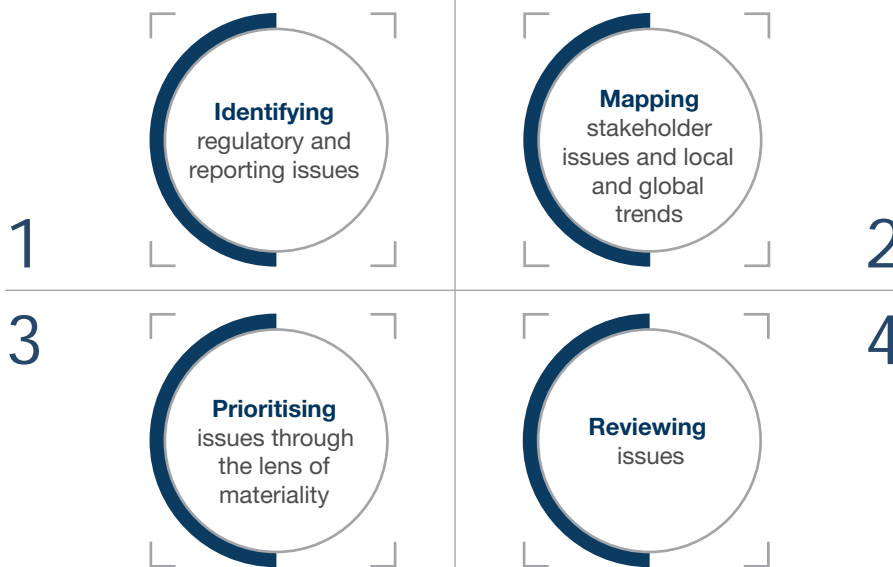 1
Identifying
regulatory and
reporting issues
Mapping
stakeholder
issues and local
and global
trends
2
3
Prioritising
issues through
the lens of
materiality
Reviewing
issues
4